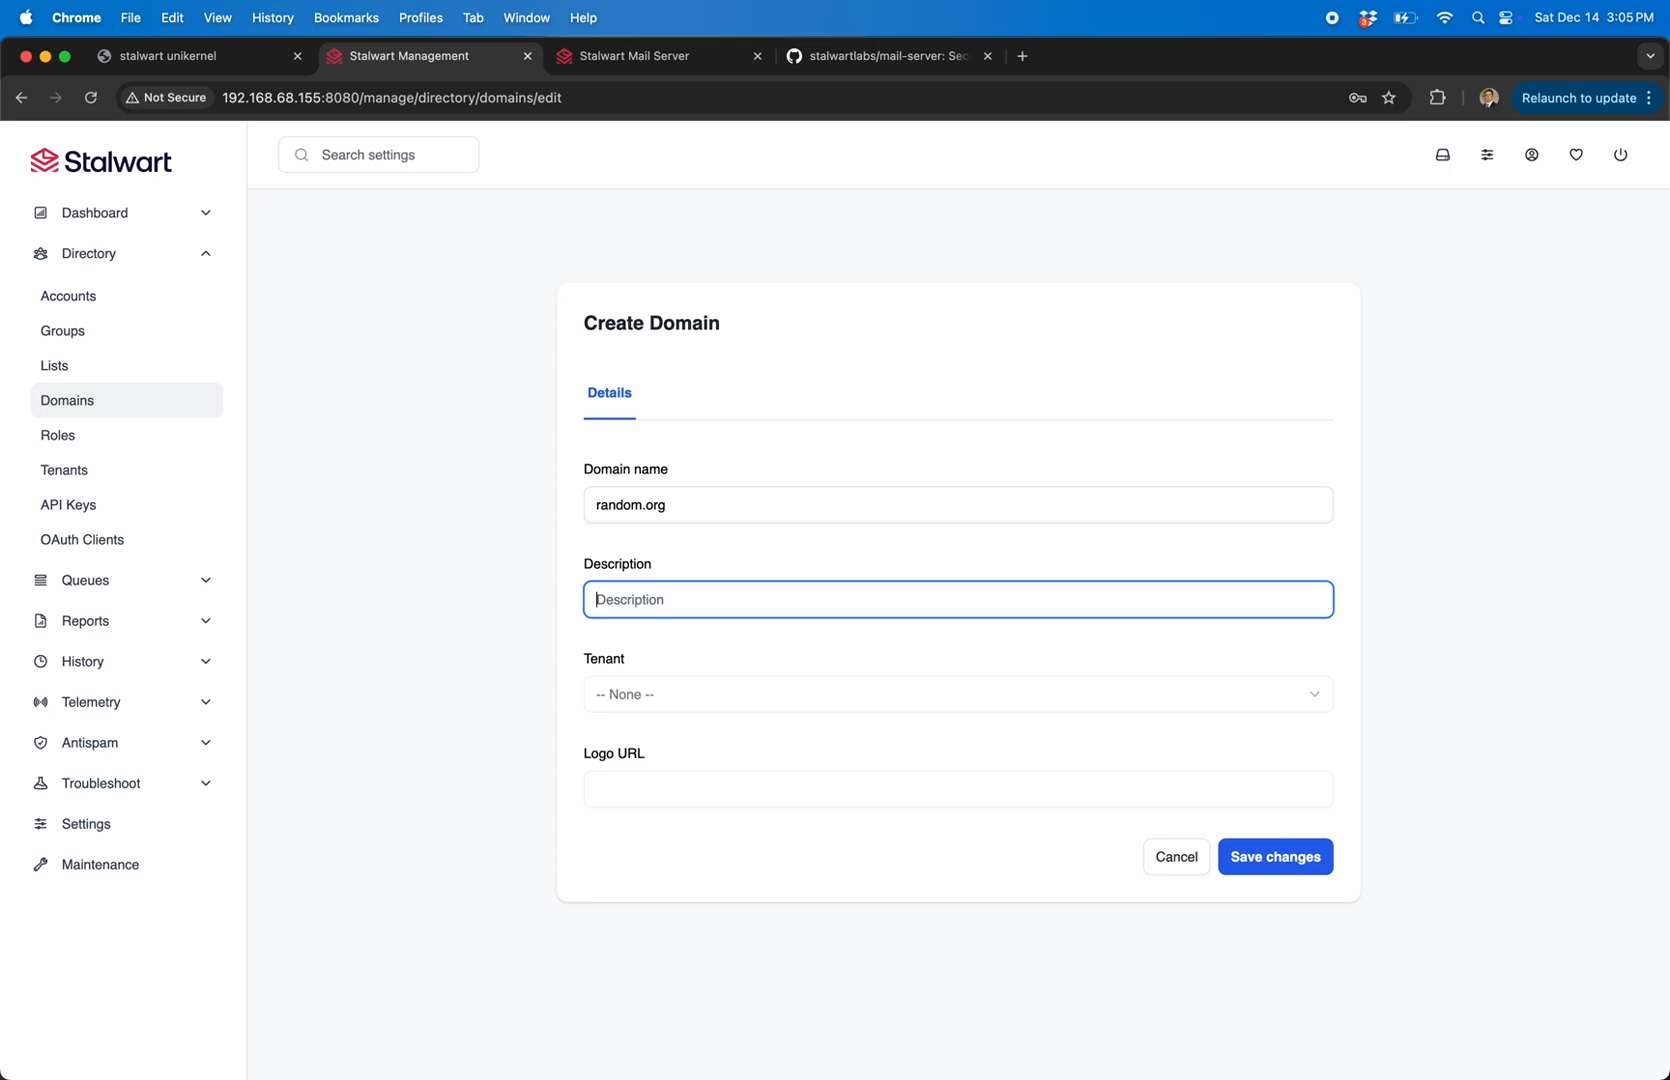 Chrome File Edit View History Bookmarks Profiles Tab Window Help 3 Sat Dec 14 3:05 PM
stalwart unikernel Stalwart Management Stalwart Mail Server stalwartlabs/mail-server: Sec
Not Secure 192.168.68.155:8080/manage/directory/domains/edit Relaunch to update
Stalwart
Search settings
Dashboard
Directory
Accounts
Groups
Lists
Domains
Roles
Tenants
API Keys
OAuth Clients
Queues
Reports
History
Telemetry
Antispam
Troubleshoot
Settings
Maintenance
Create Domain
Details
Domain name
random.org
Description
Description
Tenant
-- None --
Logo URL
Cancel Save changes